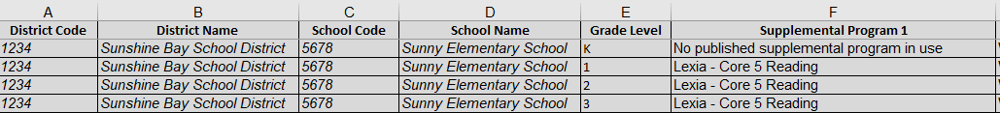 A B C D E F
District Code District Name School Code School Name Grade Level Supplemental Program 1
1234 Sunshine Bay School District 5678 Sunny Elementary School K No published supplemental program in use
1234 Sunshine Bay School District 5678 Sunny Elementary School 1 Lexia - Core 5 Reading
1234 Sunshine Bay School District 5678 Sunny Elementary School 2 Lexia - Core 5 Reading
1234 Sunshine Bay School District 5678 Sunny Elementary School 3 Lexia - Core 5 Reading